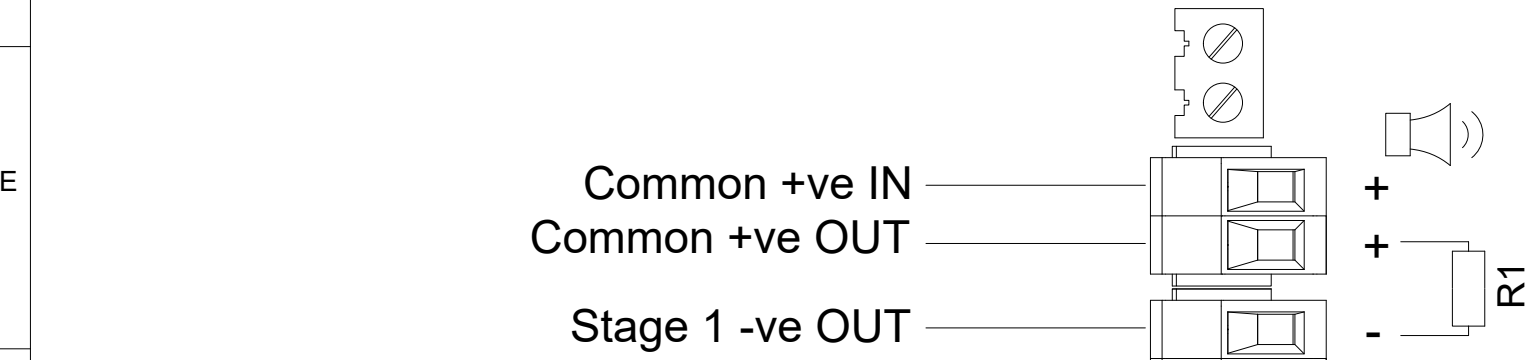 E
Common +ve IN
+
Common +ve OUT
+
R1
Stage 1 -ve OUT
-